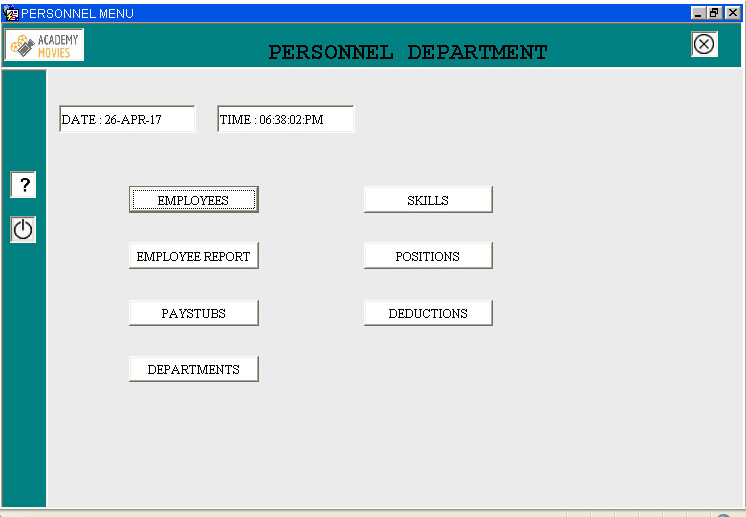 PERSONNEL MENU
ACADEMY
MOVIES
PERSONNEL DEPARTMENT
DATE : 26-APR-17
TIME : 06:38:02:PM
?
EMPLOYEES
SKILLS
EMPLOYEE REPORT
POSITIONS
PAYSTUBS
DEDUCTIONS
DEPARTMENTS